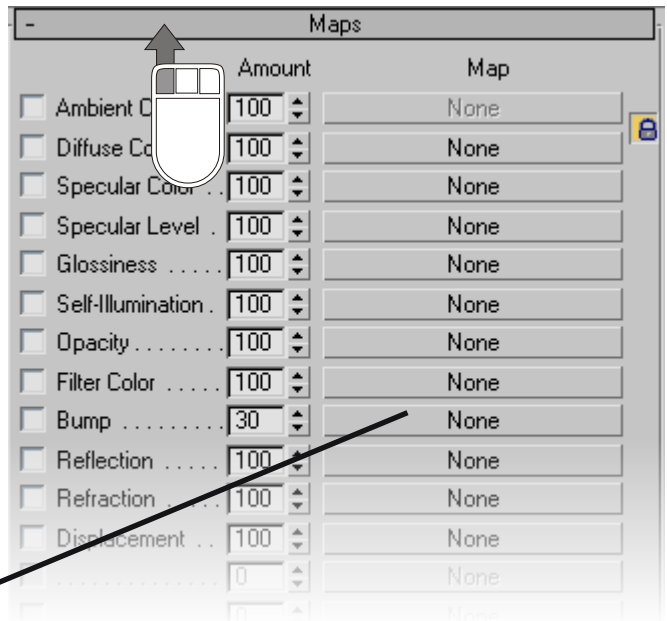 - Maps
Amount Map
Ambient C 100 None
Diffuse Co 100 None
Specular Color . . 100 None
Specular Level . 100 None
Glossiness . . . . . 100 None
Self-Illumination . 100 None
Opacity . . . . . . . . 100 None
Filter Color . . . . . 100 None
Bump . . . . . . . . . 30 None
Reflection . . . . . 100 None
Refraction . . . . . 100 None
Displacement . . 100 None
. . . . . . . . . . . . . . 0 None
. . . . . . . . . . . . . . 0 None